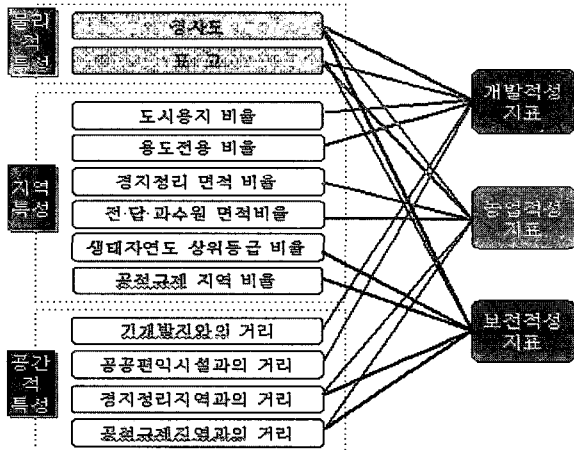 물리
적
특성
경사도
표 고
도시용지 비율
용도전용 비율
지역
특성
경지정리 면적 비율
전·답·과수원 면적비율
생태자연도 상위등급 비율
공적규제 지역 비율
공간
적
특성
기개발지와의 거리
공공편익시설과의 거리
경지정리지역과의 거리
공적규제지역과의 거리
개발적성
지표
농업적성
지표
보전적성
지표